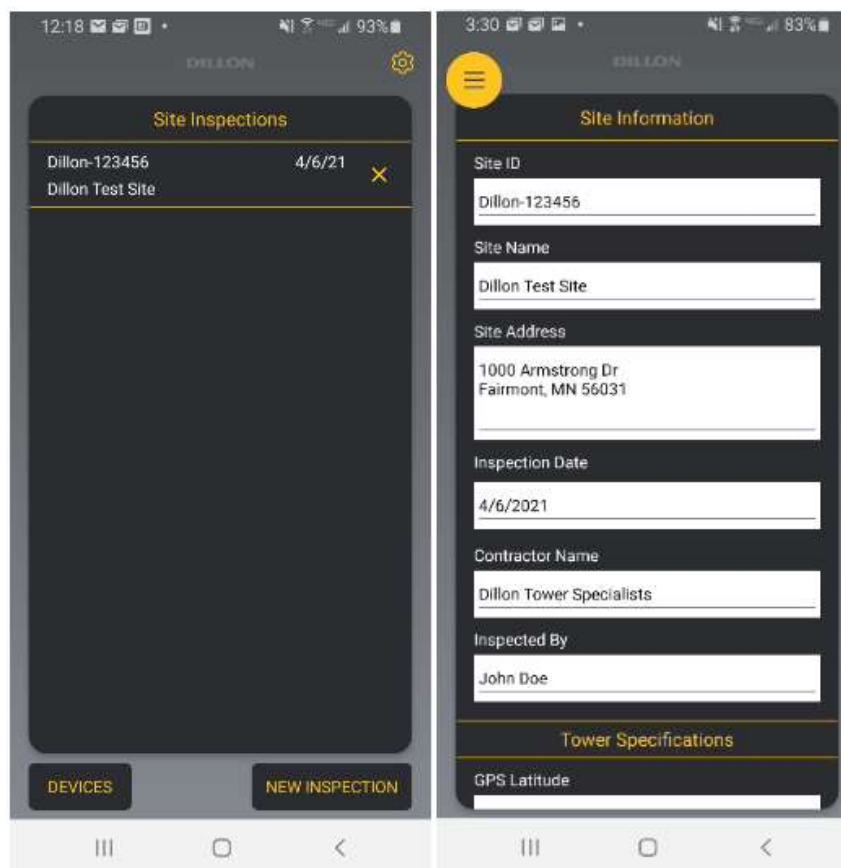 12:18 93%
DILLON
Site Inspections
Dillon-123456 4/6/21
Dillon Test Site
DEVICES NEW INSPECTION
3:30 83%
DILLON
Site Information
Site ID
Dillon-123456
Site Name
Dillon Test Site
Site Address
1000 Armstrong Dr
Fairmont, MN 56031
Inspection Date
4/6/2021
Contractor Name
Dillon Tower Specialists
Inspected By
John Doe
Tower Specifications
GPS Latitude